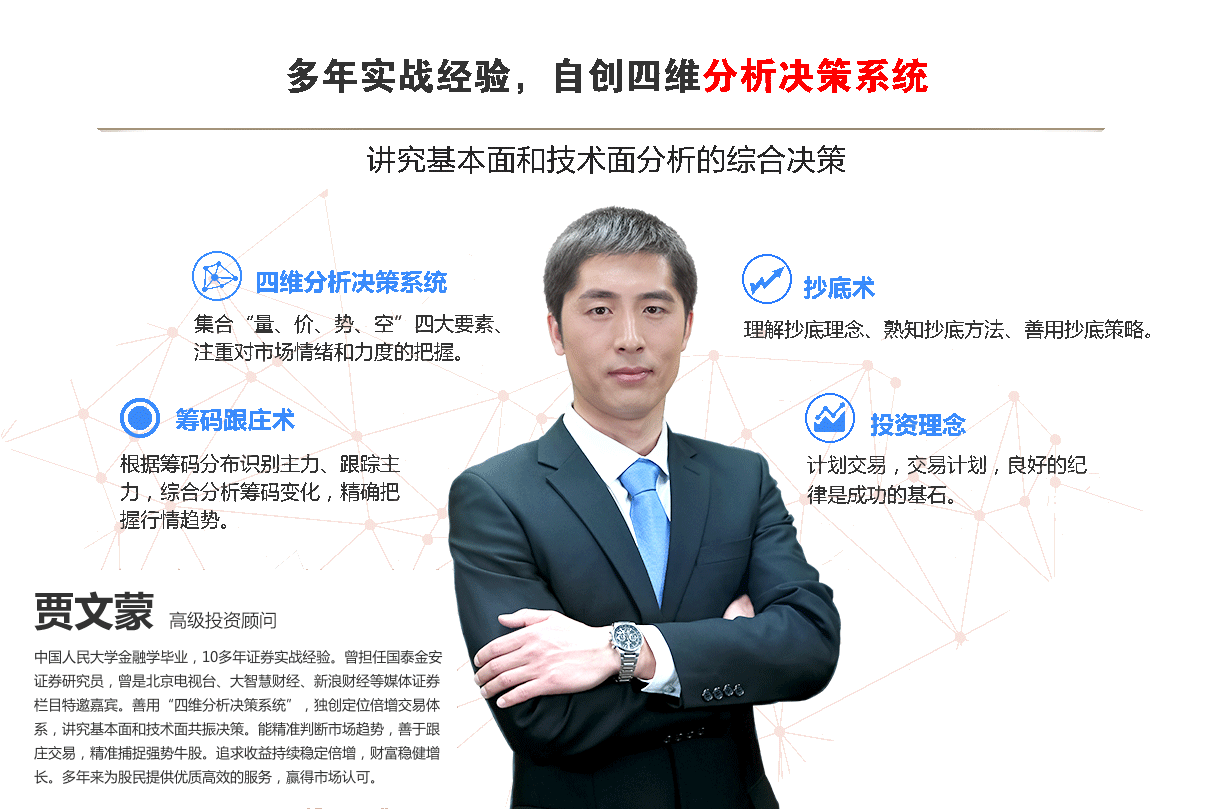 多年实战经验，自创四维分析决策系统
讲究基本面和技术面分析的综合决策
四维分析决策系统
集合“量、价、势、空”四大要素、
注重对市场情绪和力度的把握。
抄底术
理解抄底理念、熟知抄底方法、善用抄底策略。
筹码跟庄术
根据筹码分布识别主力、跟踪主
力，综合分析筹码变化，精确把
握行情趋势。
投资理念
计划交易，交易计划，良好的纪
律是成功的基石。
贾文蒙 高级投资顾问
中国人民大学金融学毕业，10多年证券实战经验。曾担任国泰金安
证券研究员，曾是北京电视台、大智慧财经、新浪财经等媒体证券
栏目特邀嘉宾。善用“四维分析决策系统”，独创定位倍增交易体
系，讲究基本面和技术面共振决策。能精准判断市场趋势，善于跟
庄交易，精准捕捉强势牛股。追求收益持续稳定倍增，财富稳健增
长。多年来为股民提供优质高效的服务，赢得市场认可。